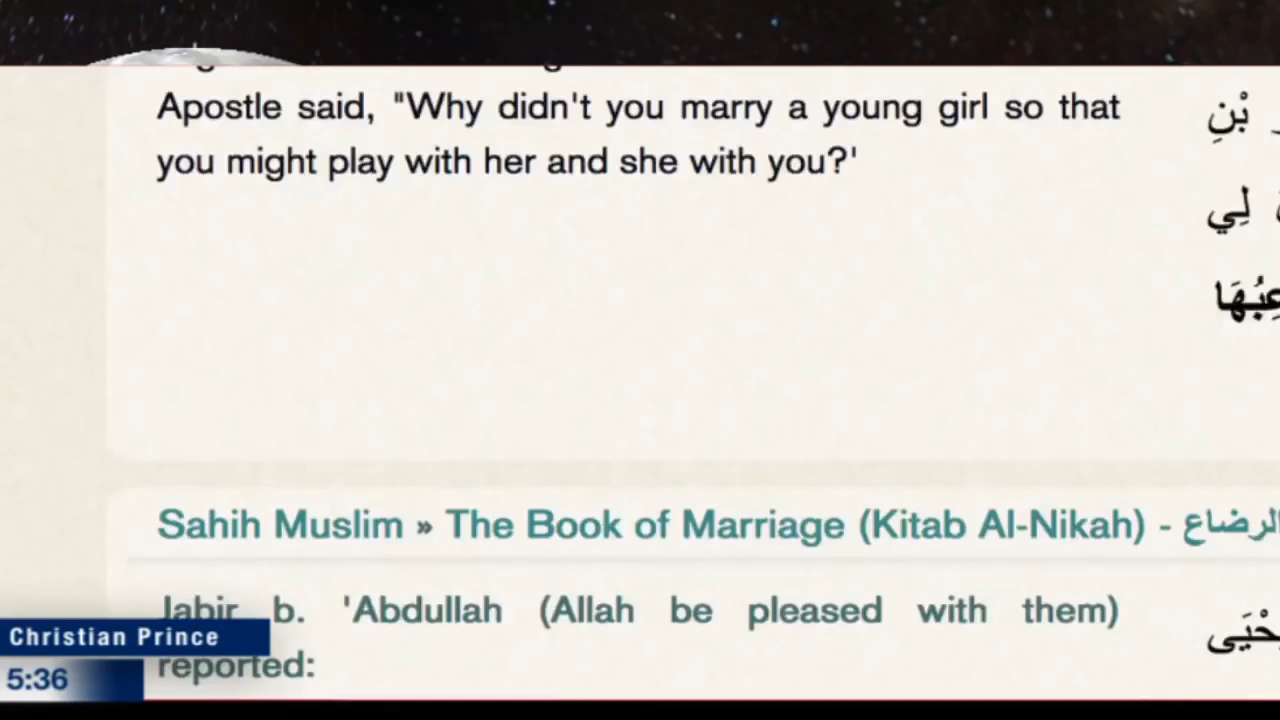 Apostle said, "Why didn't you marry a young girl so that
you might play with her and she with you?'
بْنِ
لِي
Sahih Muslim » The Book of Marriage (Kitab Al-Nikah) - الرضاع
Jabir b. 'Abdullah (Allah be pleased with them)
reported:
Christian Prince
5:36